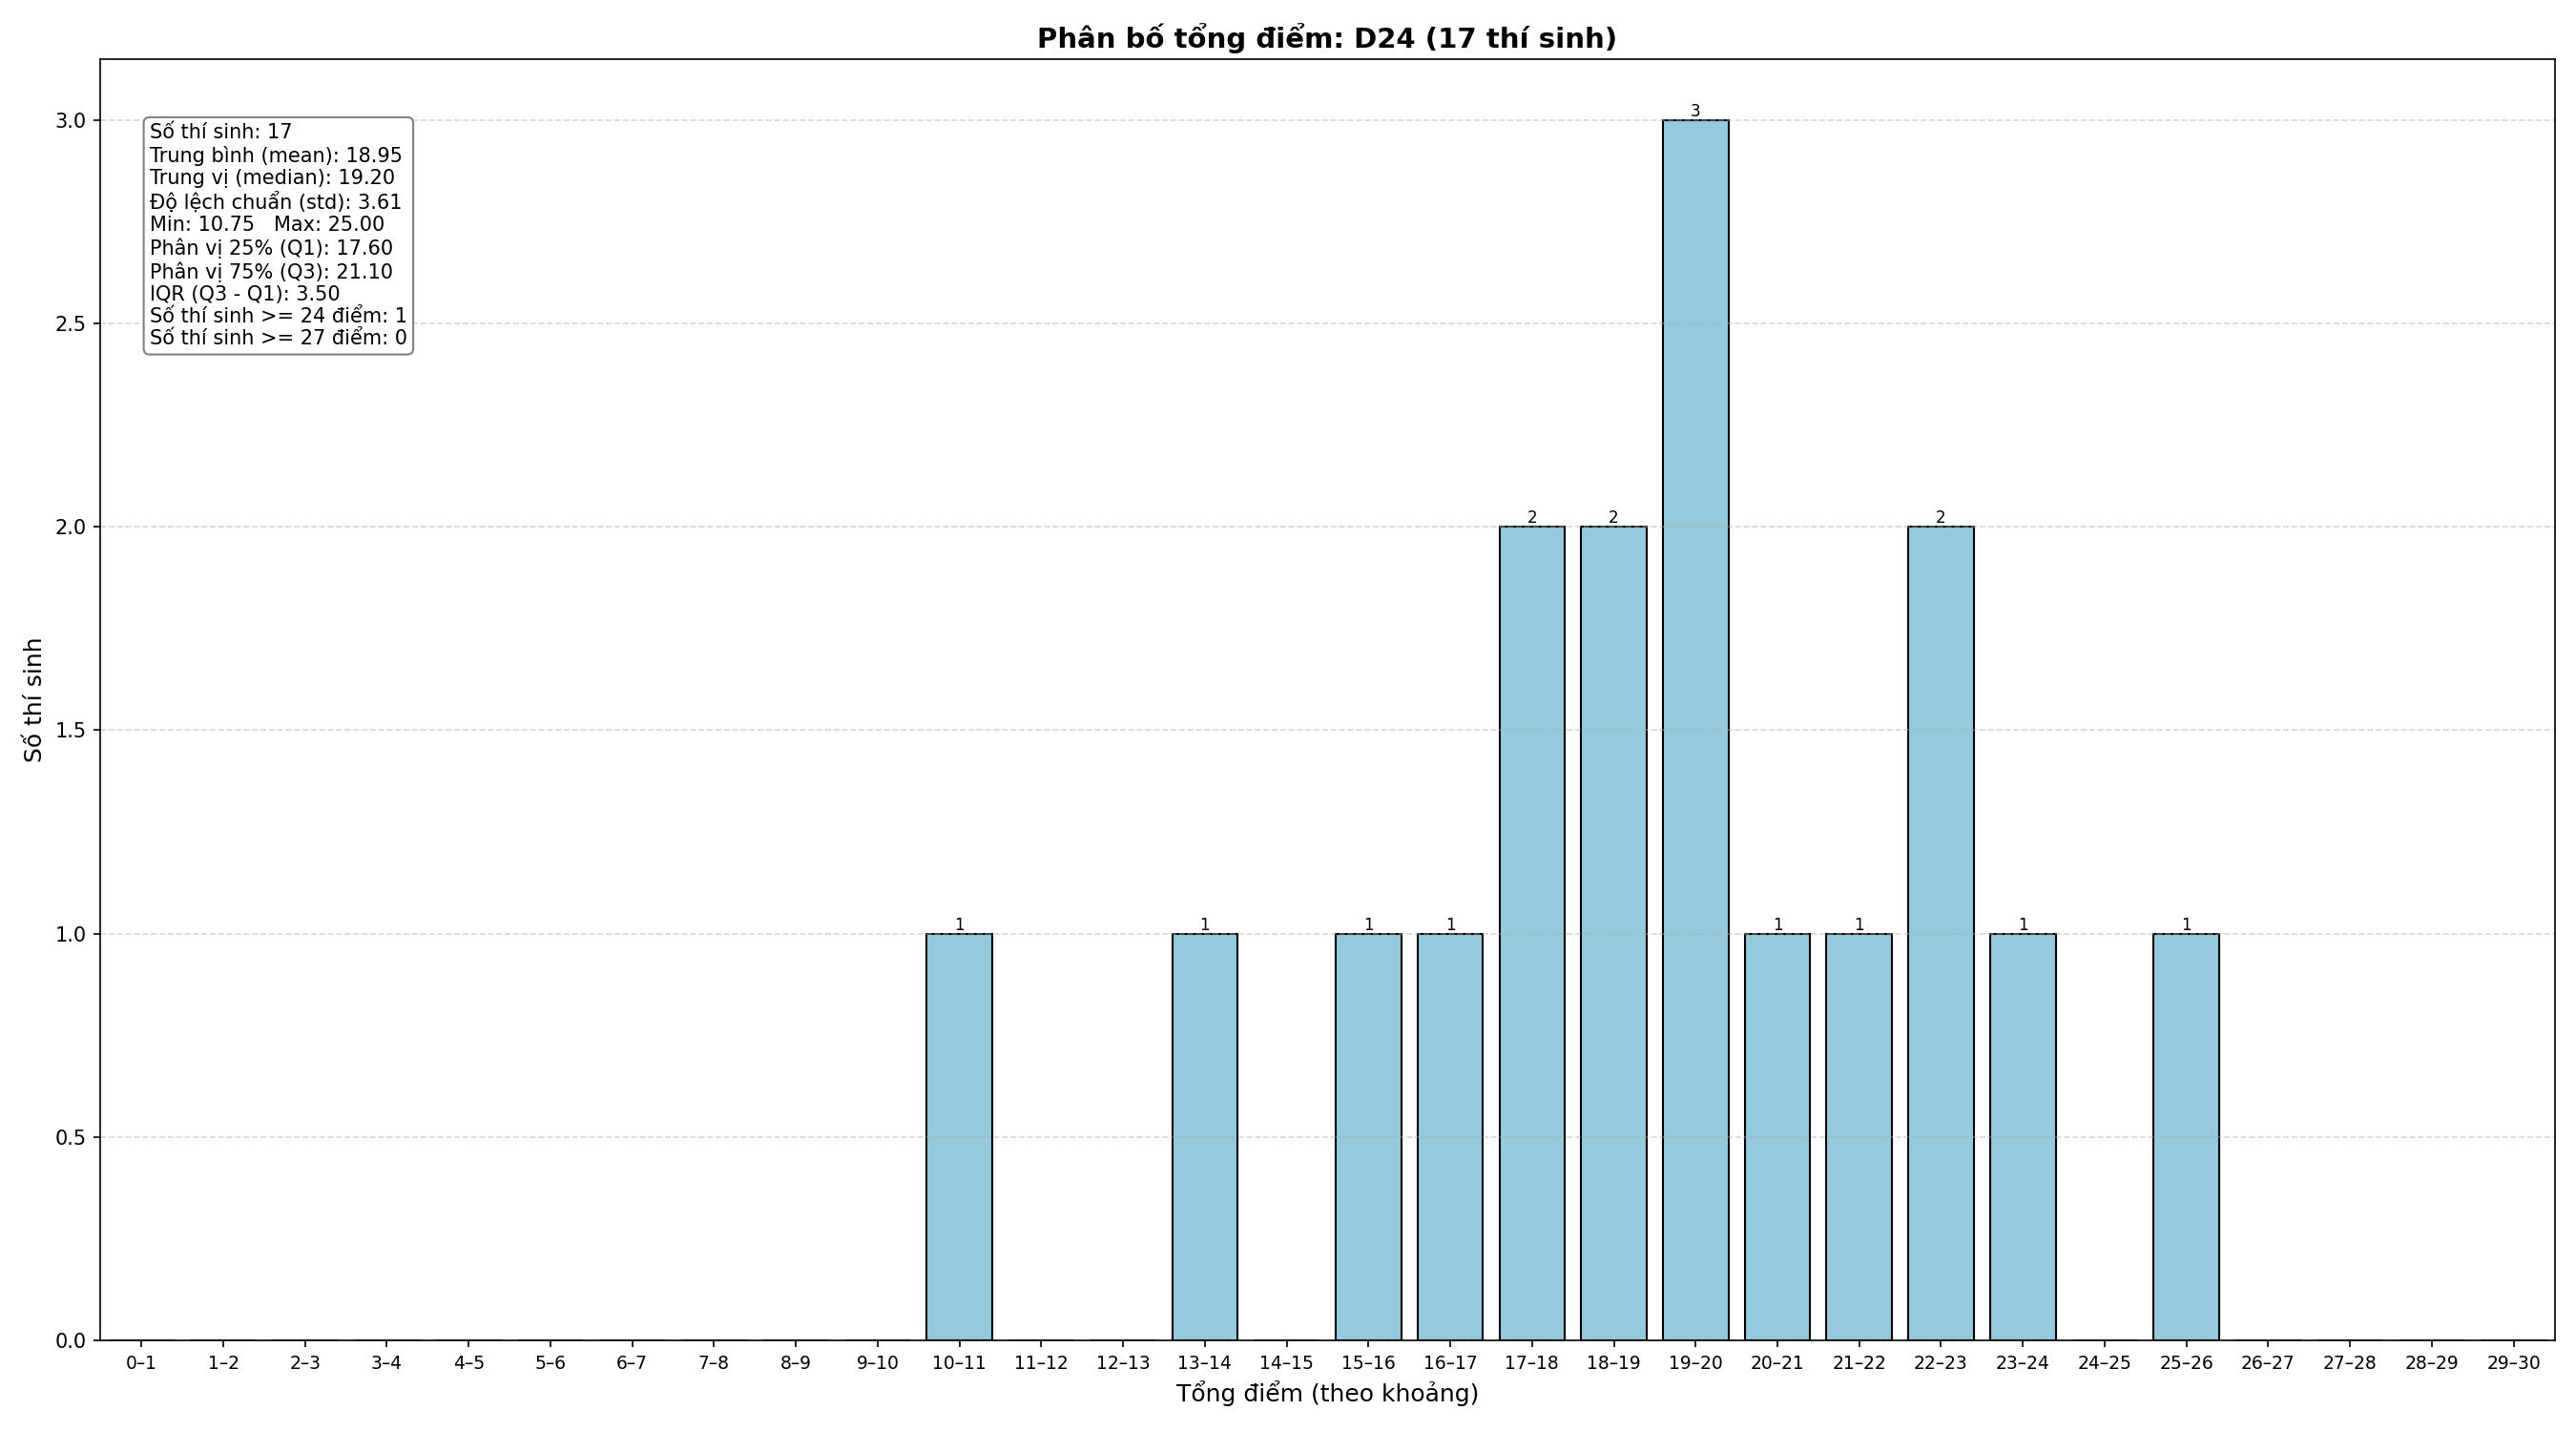 Phân bố tổng điểm: D24 (17 thí sinh)
Số thí sinh: 17
Trung bình (mean): 18.95
Trung vị (median): 19.20
Độ lệch chuẩn (std): 3.61
Min: 10.75   Max: 25.00
Phân vị 25% (Q1): 17.60
Phân vị 75% (Q3): 21.10
IQR (Q3 - Q1): 3.50
Số thí sinh >= 24 điểm: 1
Số thí sinh >= 27 điểm: 0
Số thí sinh
3.0
2.5
2.0
1.5
1.0
0.5
0.0
1 1 1 1 2 2 3 1 1 2 1 1
0–1 1–2 2–3 3–4 4–5 5–6 6–7 7–8 8–9 9–10 10–11 11–12 12–13 13–14 14–15 15–16 16–17 17–18 18–19 19–20 20–21 21–22 22–23 23–24 24–25 25–26 26–27 27–28 28–29 29–30
Tổng điểm (theo khoảng)